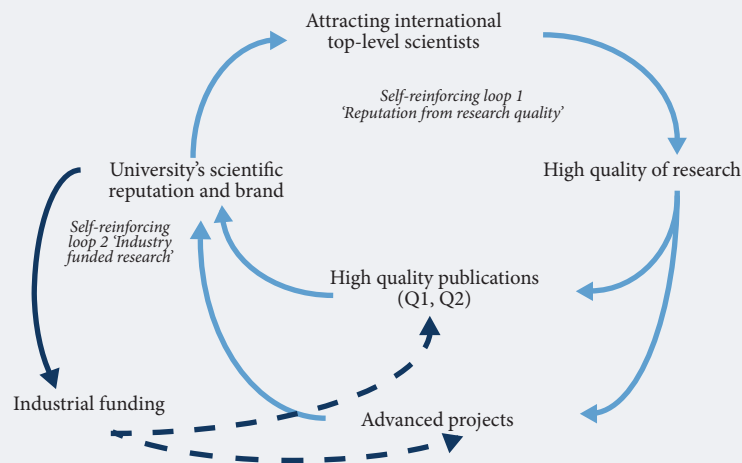 Attracting international
top-level scientists
Self-reinforcing loop 1
‘Reputation from research quality’
University’s scientific
reputation and brand
High quality of research
Self-reinforcing
loop 2 ‘Industry
funded research’
High quality publications
(Q1, Q2)
Industrial funding
Advanced projects